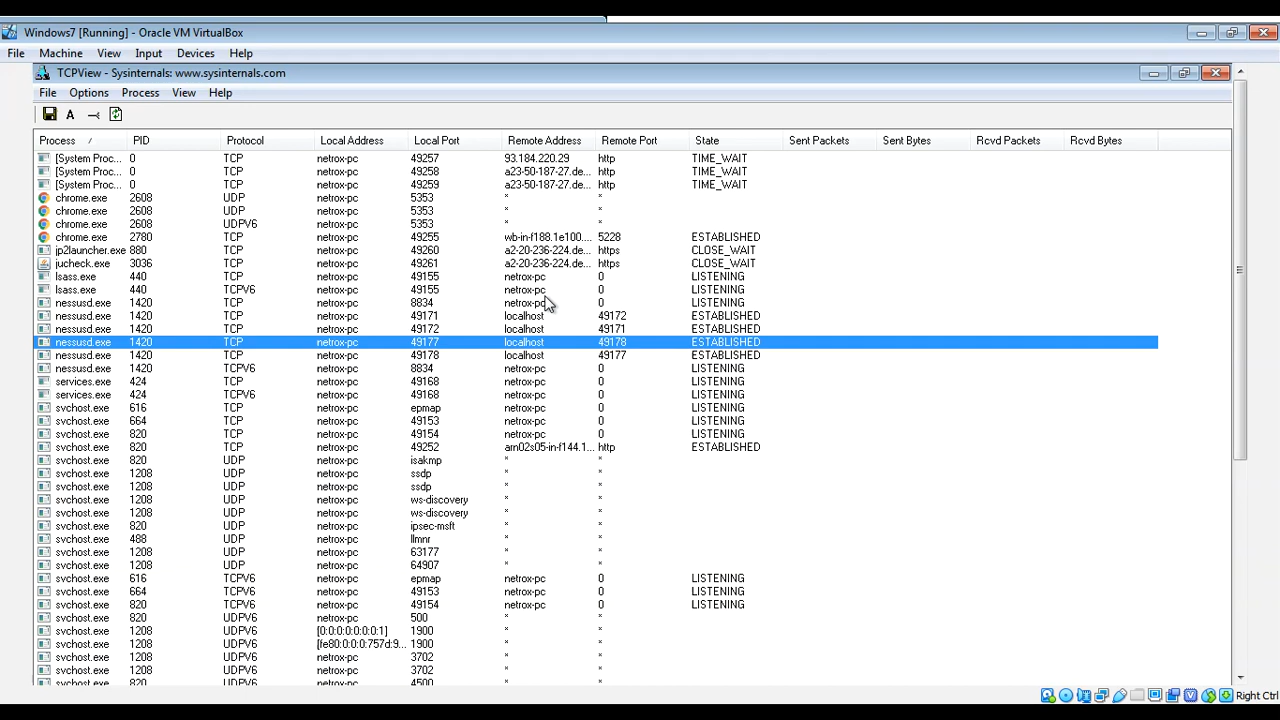 Windows7 [Running] - Oracle VM VirtualBox
File Machine View Input Devices Help
TCPView - Sysinternals: www.sysinternals.com
File Options Process View Help
A
Process / PID Protocol Local Address Local Port Remote Address Remote Port State Sent Packets Sent Bytes Rcvd Packets Rcvd Bytes
[System Proc... 0 TCP netrox-pc 49257 93.184.220.29 http TIME_WAIT
[System Proc... 0 TCP netrox-pc 49258 a23-50-187-27.de... http TIME_WAIT
[System Proc... 0 TCP netrox-pc 49259 a23-50-187-27.de... http TIME_WAIT
chrome.exe 2608 UDP netrox-pc 5353 * *
chrome.exe 2608 UDP netrox-pc 5353 * *
chrome.exe 2608 UDPV6 netrox-pc 5353 * *
chrome.exe 2780 TCP netrox-pc 49255 wb-in-f188.1e100.... 5228 ESTABLISHED
jp2launcher.exe 880 TCP netrox-pc 49260 a2-20-236-224.de... https CLOSE_WAIT
jucheck.exe 3036 TCP netrox-pc 49261 a2-20-236-224.de... https CLOSE_WAIT
lsass.exe 440 TCP netrox-pc 49155 netrox-pc 0 LISTENING
lsass.exe 440 TCPV6 netrox-pc 49155 netrox-pc 0 LISTENING
nessusd.exe 1420 TCP netrox-pc 8834 netrox-pc 0 LISTENING
nessusd.exe 1420 TCP netrox-pc 49171 localhost 49172 ESTABLISHED
nessusd.exe 1420 TCP netrox-pc 49172 localhost 49171 ESTABLISHED
nessusd.exe 1420 TCP netrox-pc 49177 localhost 49178 ESTABLISHED
nessusd.exe 1420 TCP netrox-pc 49178 localhost 49177 ESTABLISHED
nessusd.exe 1420 TCPV6 netrox-pc 8834 netrox-pc 0 LISTENING
services.exe 424 TCP netrox-pc 49168 netrox-pc 0 LISTENING
services.exe 424 TCPV6 netrox-pc 49168 netrox-pc 0 LISTENING
svchost.exe 616 TCP netrox-pc epmap netrox-pc 0 LISTENING
svchost.exe 664 TCP netrox-pc 49153 netrox-pc 0 LISTENING
svchost.exe 820 TCP netrox-pc 49154 netrox-pc 0 LISTENING
svchost.exe 820 TCP netrox-pc 49252 arn02s05-in-f144.1... http ESTABLISHED
svchost.exe 820 UDP netrox-pc isakmp * *
svchost.exe 1208 UDP netrox-pc ssdp * *
svchost.exe 1208 UDP netrox-pc ssdp * *
svchost.exe 1208 UDP netrox-pc ws-discovery * *
svchost.exe 1208 UDP netrox-pc ws-discovery * *
svchost.exe 820 UDP netrox-pc ipsec-msft * *
svchost.exe 488 UDP netrox-pc llmnr * *
svchost.exe 1208 UDP netrox-pc 63177 * *
svchost.exe 1208 UDP netrox-pc 64907 * *
svchost.exe 616 TCPV6 netrox-pc epmap netrox-pc 0 LISTENING
svchost.exe 664 TCPV6 netrox-pc 49153 netrox-pc 0 LISTENING
svchost.exe 820 TCPV6 netrox-pc 49154 netrox-pc 0 LISTENING
svchost.exe 820 UDPV6 netrox-pc 500 * *
svchost.exe 1208 UDPV6 [0:0:0:0:0:0:0:1] 1900 * *
svchost.exe 1208 UDPV6 [fe80:0:0:0:757d:9... 1900 * *
svchost.exe 1208 UDPV6 netrox-pc 3702 * *
svchost.exe 1208 UDPV6 netrox-pc 3702 * *
svchost.exe 820 UDPV6 netrox-pc 4500 * *
Right Ctrl